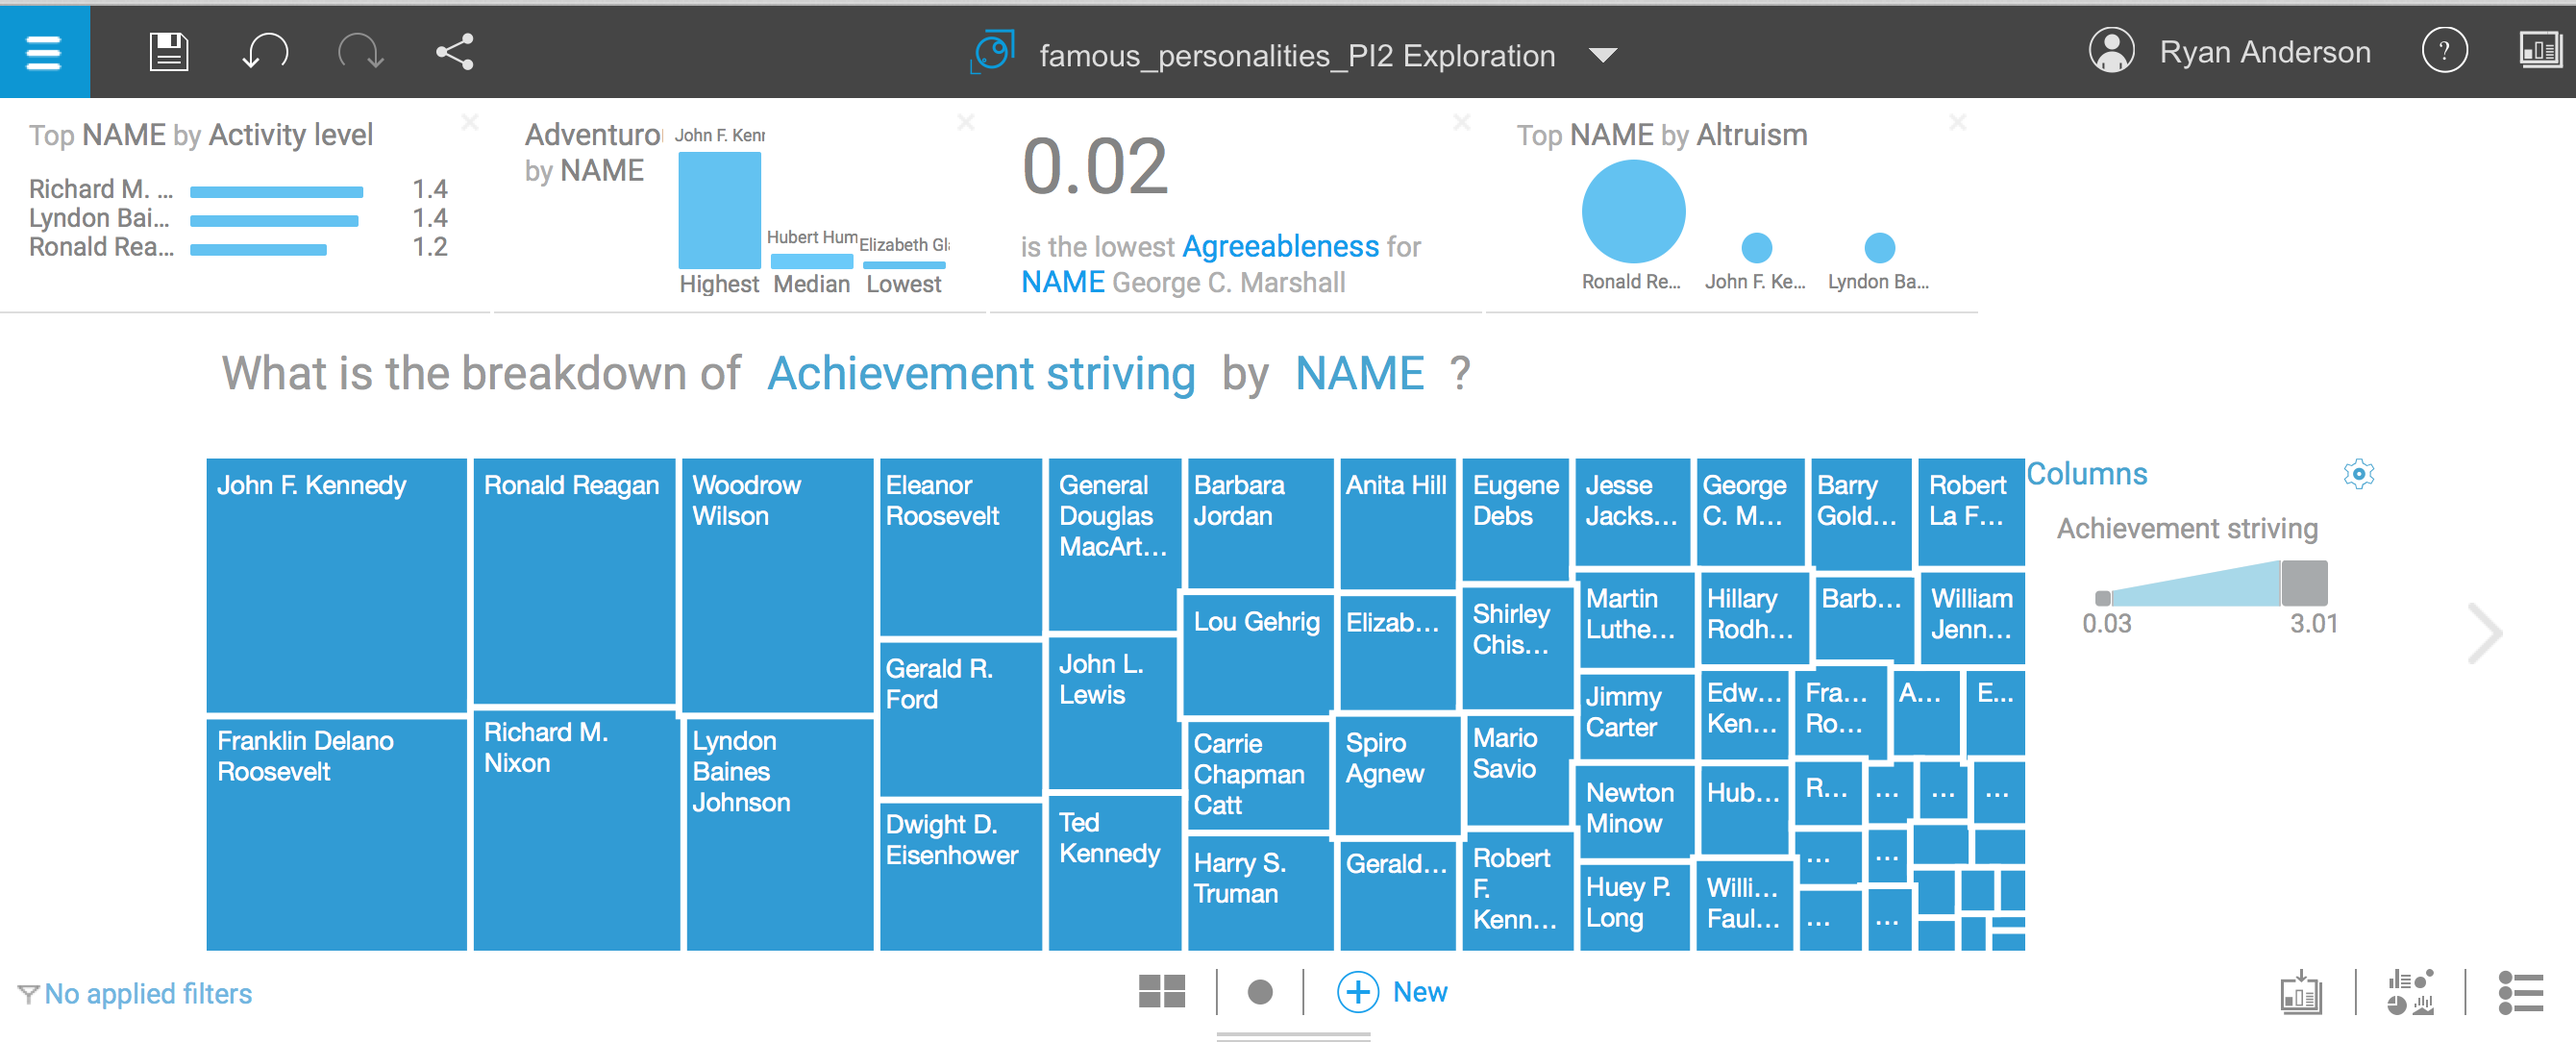 famous_personalities_PI2 Exploration
Ryan Anderson
?
Top NAME by Activity level
Richard M. ... 1.4
Lyndon Bai... 1.4
Ronald Rea... 1.2
Adventuro
by NAME
John F. Kenn
Hubert Hum
Elizabeth Gl
Highest Median Lowest
0.02
is the lowest Agreeableness for
NAME George C. Marshall
Top NAME by Altruism
Ronald Re... John F. Ke... Lyndon Ba...
What is the breakdown of Achievement striving by NAME ?
John F. Kennedy
Franklin Delano
Roosevelt
Ronald Reagan
Richard M.
Nixon
Woodrow
Wilson
Lyndon
Baines
Johnson
Eleanor
Roosevelt
Gerald R.
Ford
Dwight D.
Eisenhower
General
Douglas
MacArt...
John L.
Lewis
Ted
Kennedy
Barbara
Jordan
Lou Gehrig
Carrie
Chapman
Catt
Harry S.
Truman
Anita Hill
Elizab...
Spiro
Agnew
Gerald...
Eugene
Debs
Shirley
Chis...
Mario
Savio
Robert
F.
Kenn...
Jesse
Jacks...
Martin
Luthe...
Jimmy
Carter
Newton
Minow
Huey P.
Long
George
C. M...
Hillary
Rodh...
Edw...
Ken...
Hub...
Willi...
Faul...
Barry
Gold...
Barb...
Fra...
Ro...
R...
...
...
Robert
La F...
William
Jenn...
A...
E...
...
...
...
...
...
Columns
Achievement striving
0.03 3.01
No applied filters
New